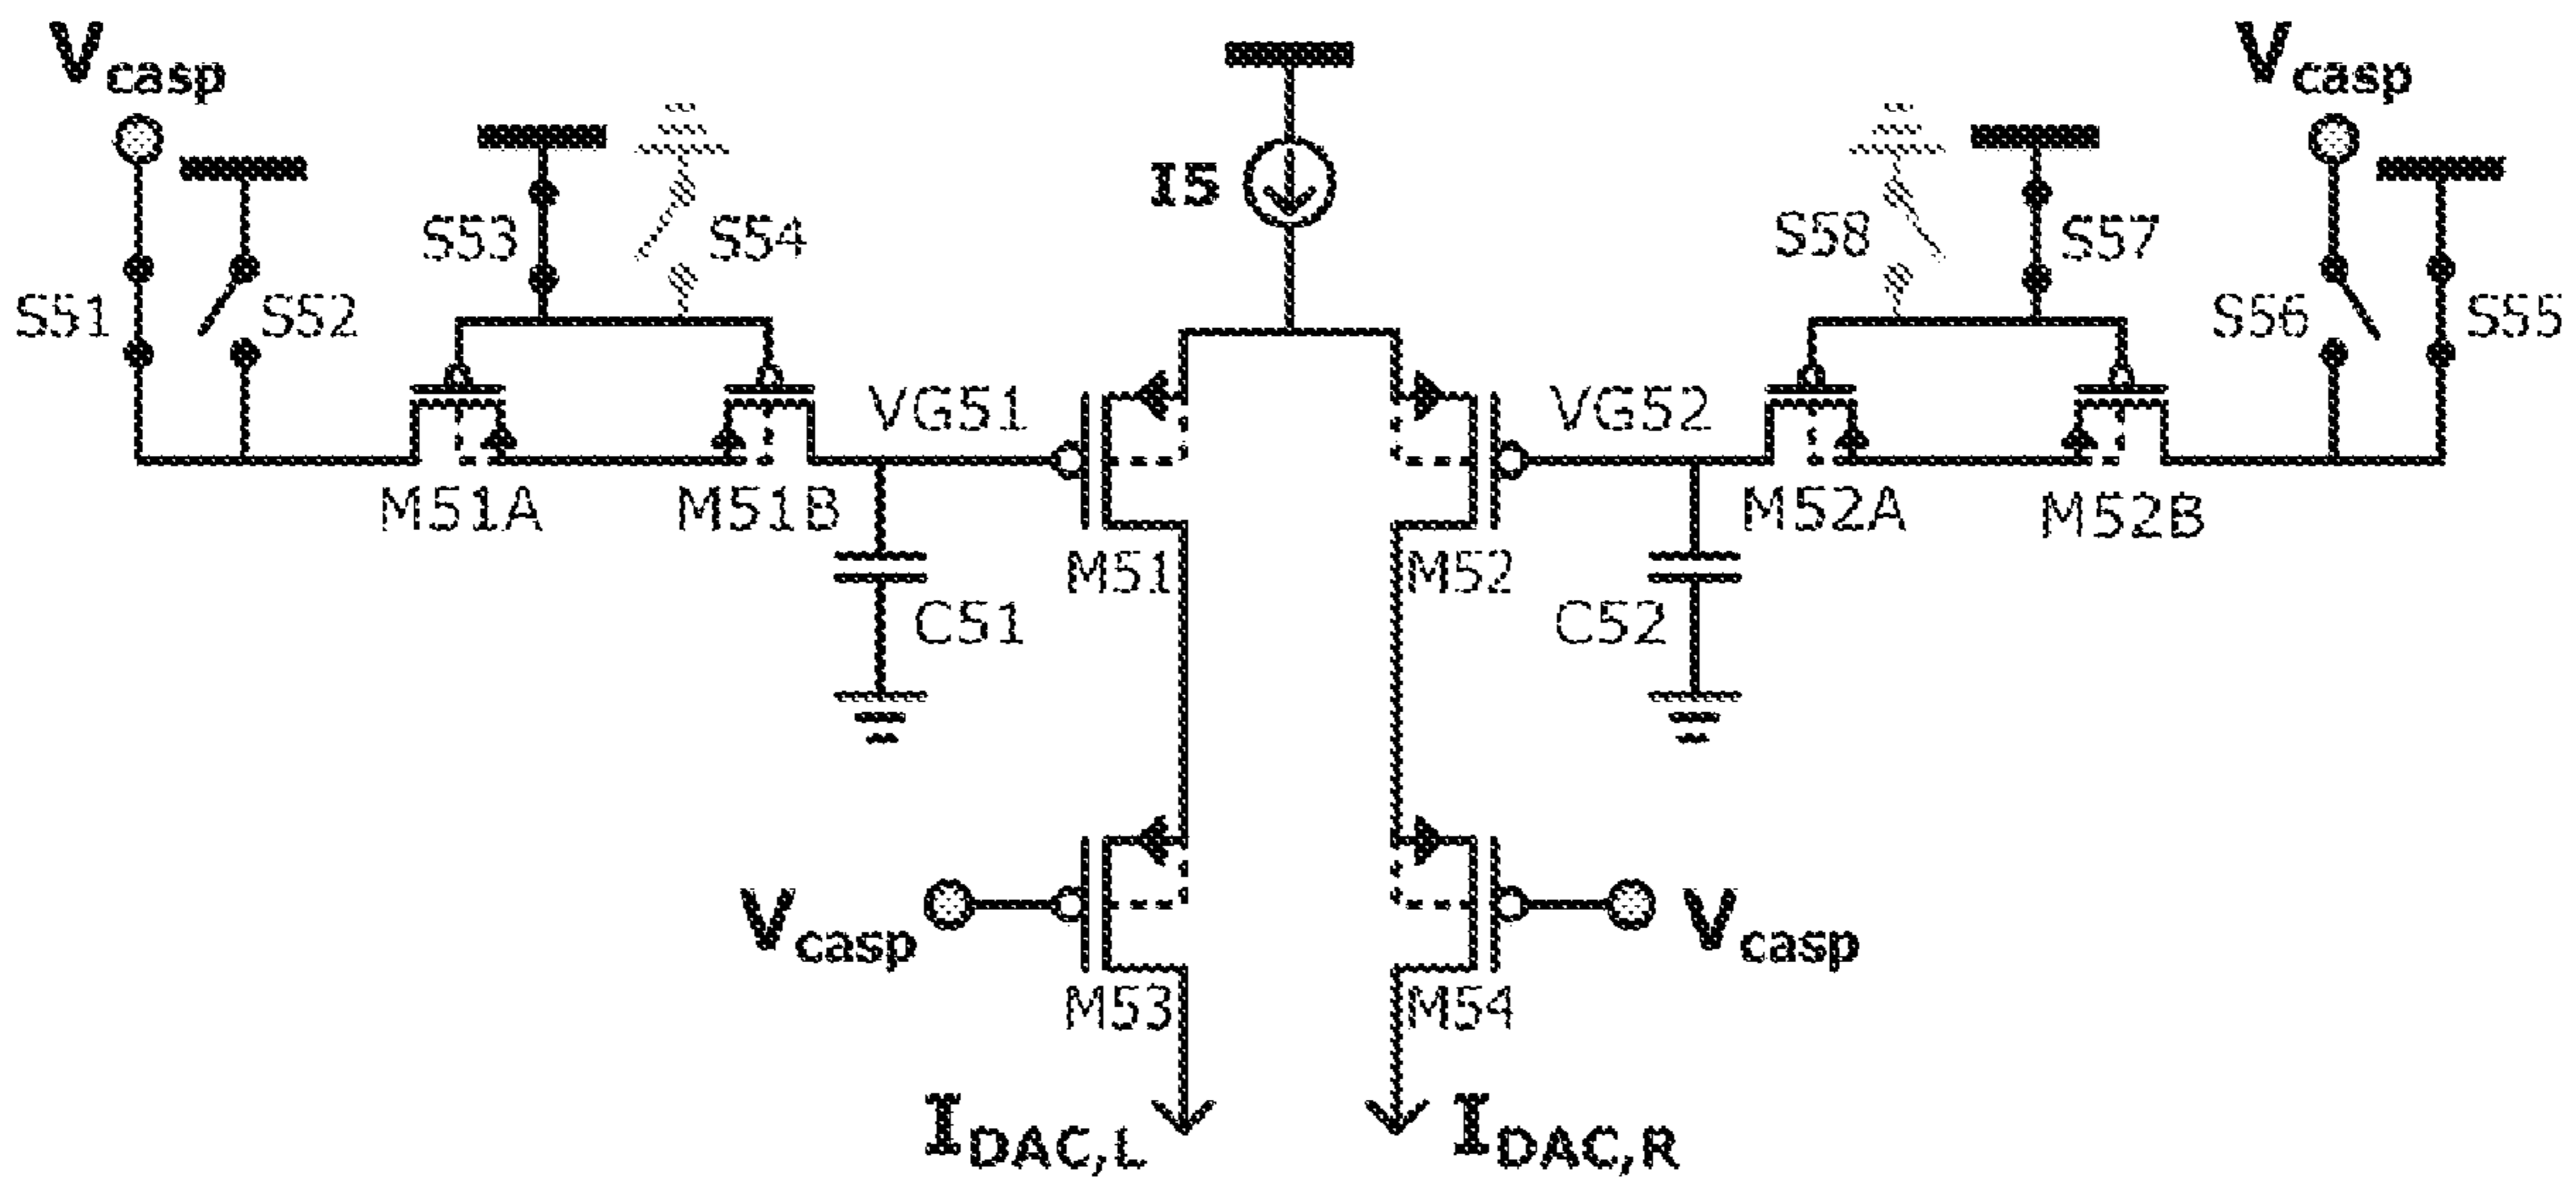 Vcasp
Vcasp
I5
S53
S54
S58
S57
S51
S52
S56
S55
VG51
VG52
M51A
M51B
M52A
M52B
M51
M52
C51
C52
Vcasp
Vcasp
M53
M54
IDAC,L
IDAC,R